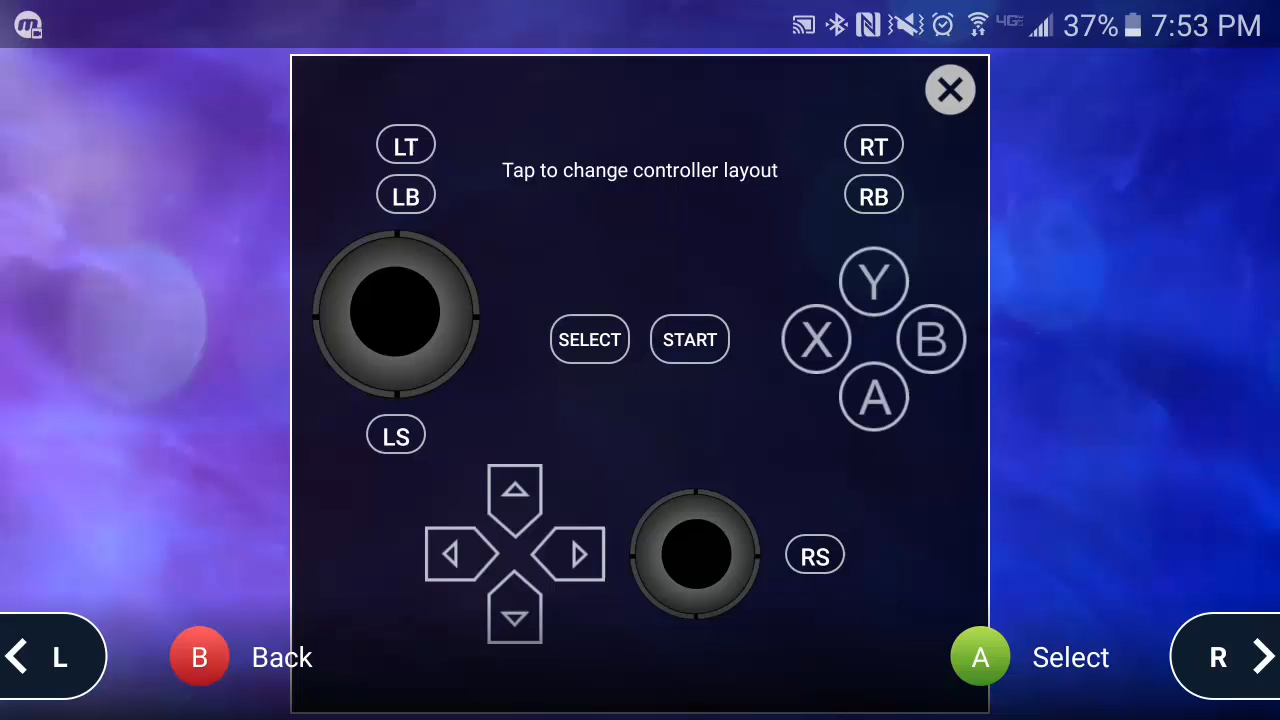 37% 7:53 PM
LT
RT
Tap to change controller layout
LB
RB
Y
SELECT
START
X
B
A
LS
RS
L
B
Back
A
Select
R